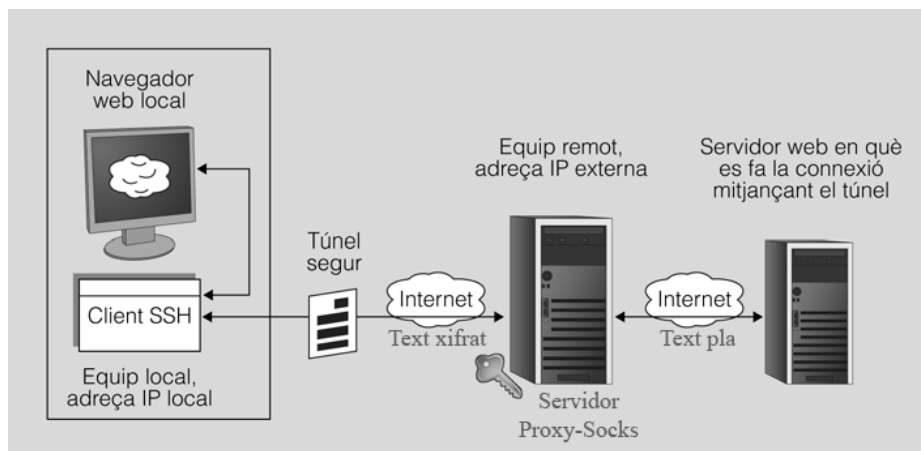 Navegador
web local
Client SSH
Equip local,
adreça IP local
Túnel
segur
Internet
Text xifrat
Equip remot,
adreça IP externa
Servidor
Proxy-Socks
Internet
Text pla
Servidor web en què
es fa la connexió
mitjançant el túnel